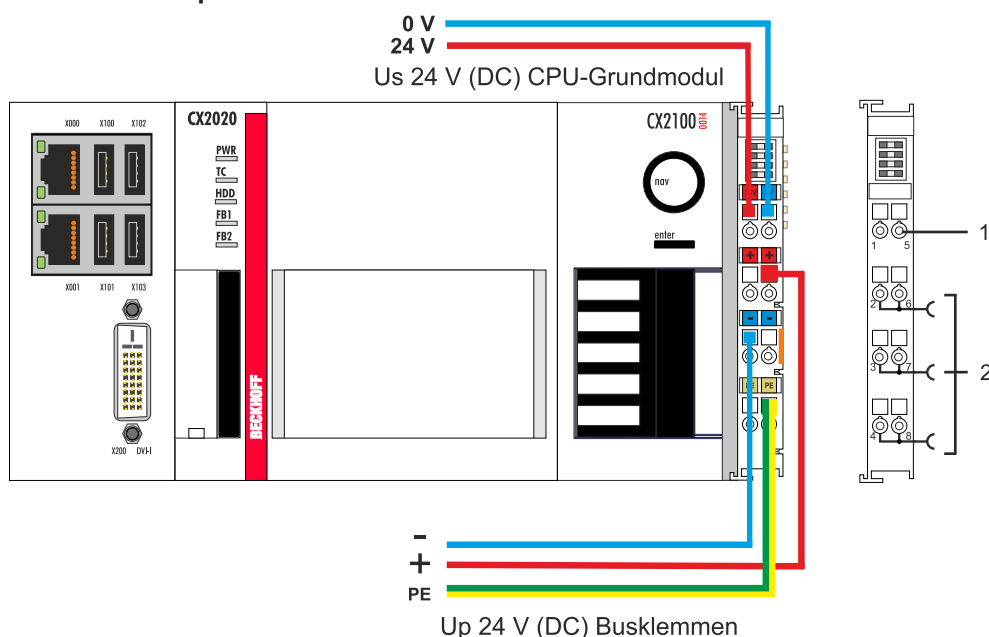 0 V
24 V
Us 24 V (DC) CPU-Grundmodul
X000 X100 X102
CX2020
CX2100 0014
PWR
TC
HDD
FB1
FB2
nav
enter
+ +
- -
PE PE
X001 X101 X103
BECKHOFF
X200 DVI-I
1 5
1
2 6
3 7
2
4 8
-
+
PE
Up 24 V (DC) Busklemmen